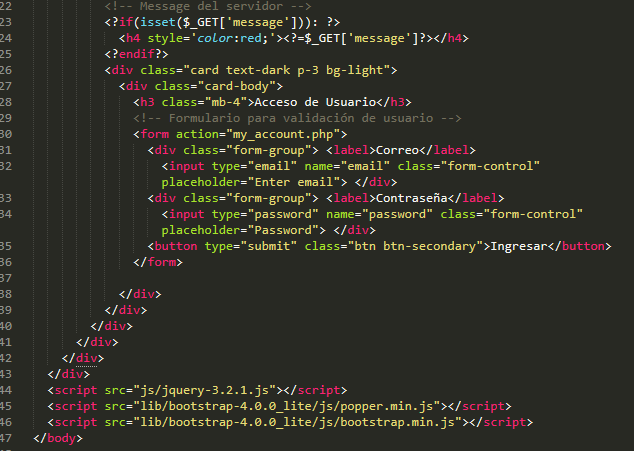 22 <!-- Message del servidor -->
23 <?if(isset($_GET['message'])): ?>
24 <h4 style='color:red;'><?=$_GET['message']?></h4>
25 <?endif?>
26 <div class="card text-dark p-3 bg-light">
27 <div class="card-body">
28 <h3 class="mb-4">Acceso de Usuario</h3>
29 <!-- Formulario para validación de usuario -->
30 <form action="my_account.php">
31 <div class="form-group"> <label>Correo</label>
32 <input type="email" name="email" class="form-control"
placeholder="Enter email"> </div>
33 <div class="form-group"> <label>Contraseña</label>
34 <input type="password" name="password" class="form-control"
placeholder="Password"> </div>
35 <button type="submit" class="btn btn-secondary">Ingresar</button>
36 </form>
37
38 </div>
39 </div>
40 </div>
41 </div>
42 </div>
43 </div>
44 <script src="js/jquery-3.2.1.js"></script>
45 <script src="lib/bootstrap-4.0.0_lite/js/popper.min.js"></script>
46 <script src="lib/bootstrap-4.0.0_lite/js/bootstrap.min.js"></script>
47 </body>